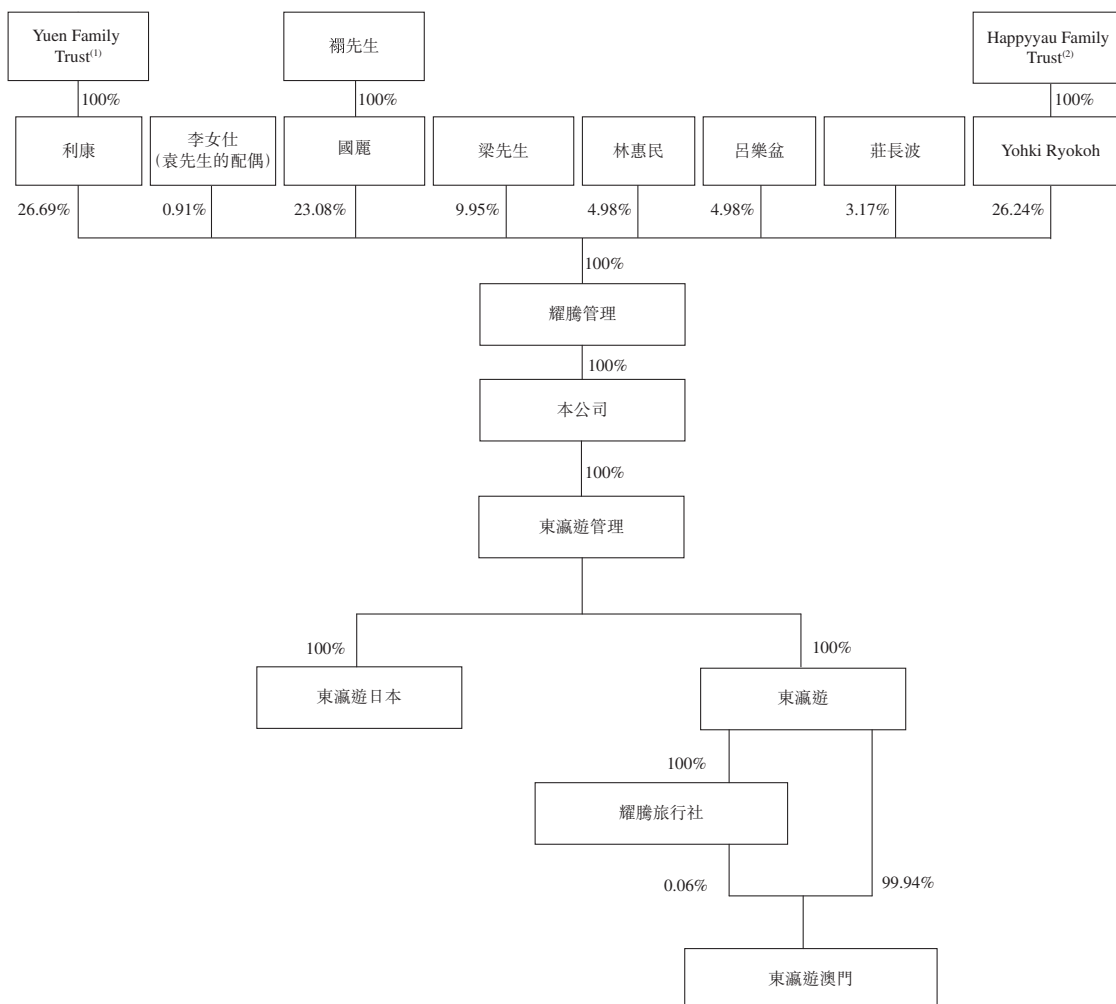 Yuen Family
Trust(1)
禤先生
Happyyau Family
Trust(2)
100%
100%
100%
利康
李女仕
(袁先生的配偶)
國麗
梁先生
林惠民
呂樂盆
莊長波
Yohki Ryokoh
26.69%
0.91%
23.08%
9.95%
4.98%
4.98%
3.17%
26.24%
100%
耀騰管理
100%
本公司
100%
東瀛遊管理
100%
100%
東瀛遊日本
東瀛遊
100%
耀騰旅行社
0.06%
99.94%
東瀛遊澳門